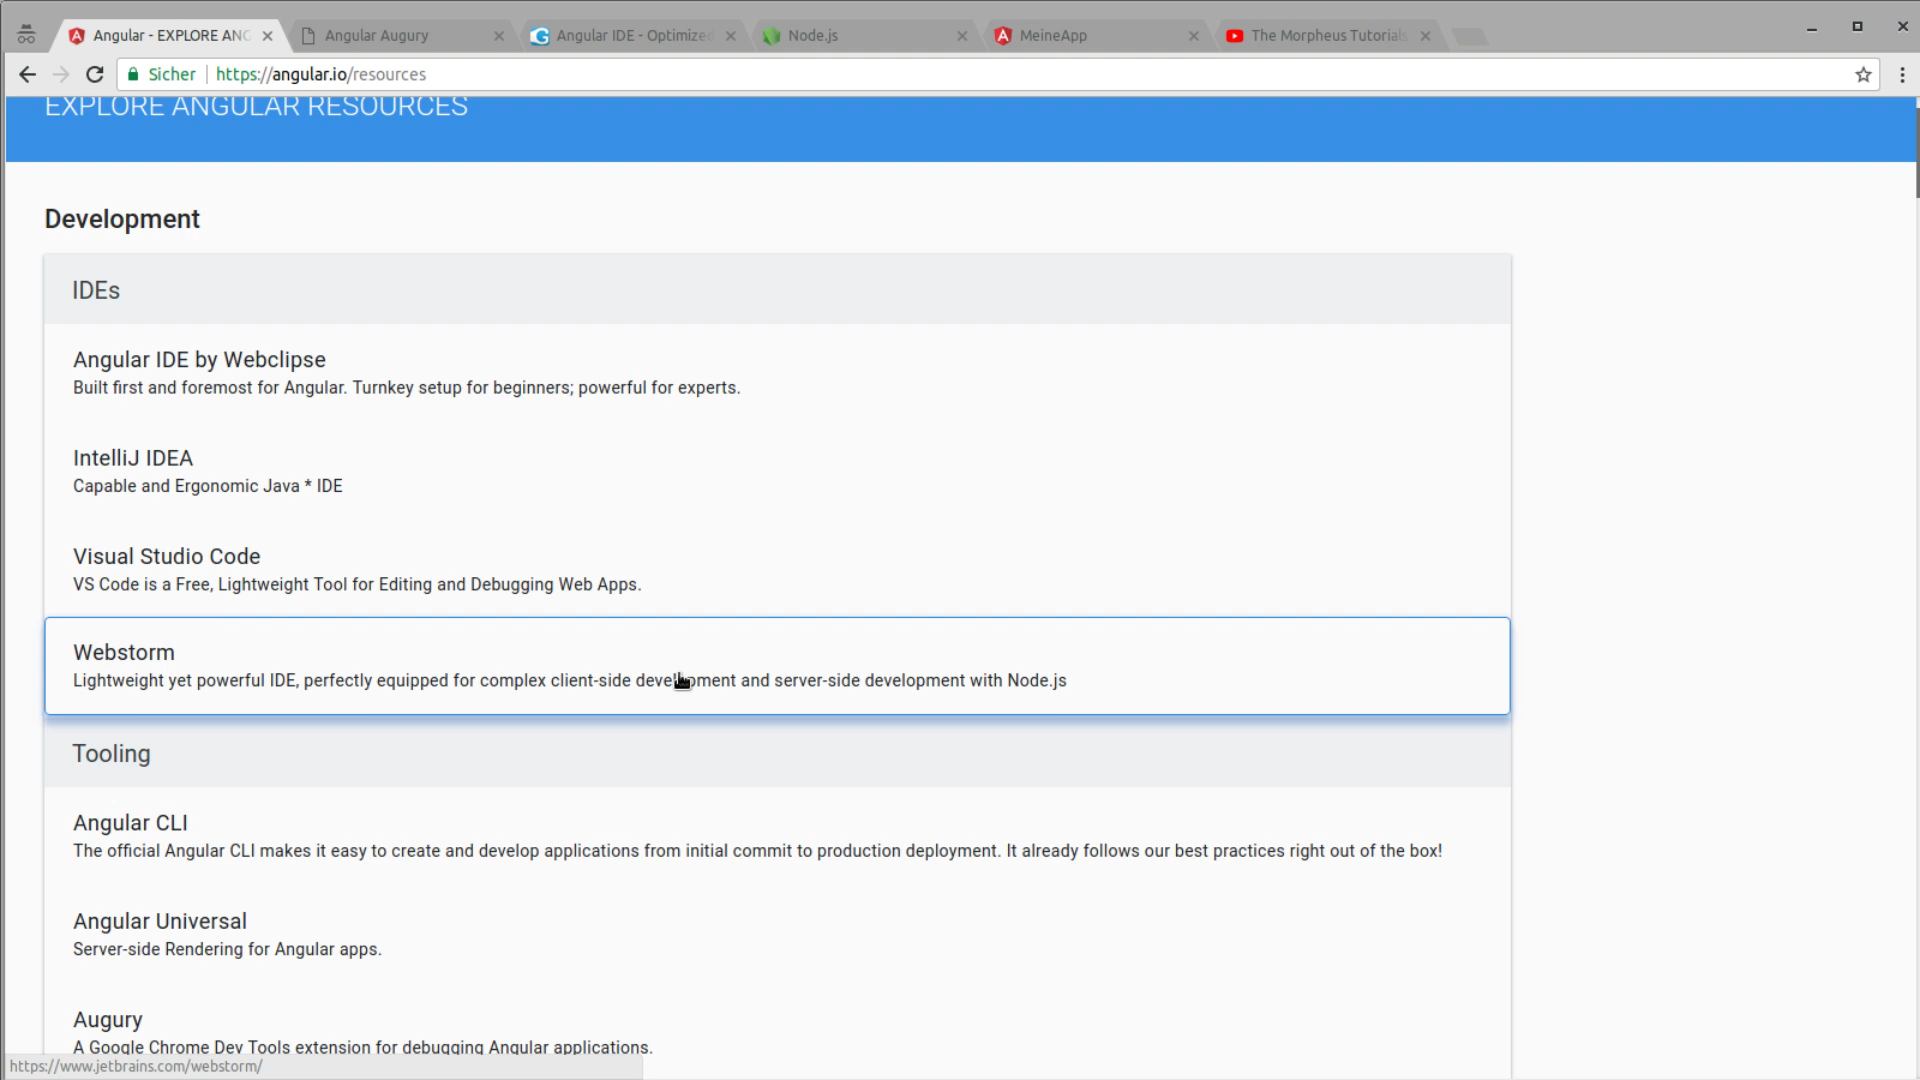 Angular - EXPLORE ANG
Angular Augury
Angular IDE - Optimized
Node.js
MeineApp
The Morpheus Tutorials
Sicher
https://angular.io/resources
EXPLORE ANGULAR RESOURCES
Development
IDEs
Angular IDE by Webclipse
Built first and foremost for Angular. Turnkey setup for beginners; powerful for experts.
IntelliJ IDEA
Capable and Ergonomic Java * IDE
Visual Studio Code
VS Code is a Free, Lightweight Tool for Editing and Debugging Web Apps.
Webstorm
Lightweight yet powerful IDE, perfectly equipped for complex client-side development and server-side development with Node.js
Tooling
Angular CLI
The official Angular CLI makes it easy to create and develop applications from initial commit to production deployment. It already follows our best practices right out of the box!
Angular Universal
Server-side Rendering for Angular apps.
Augury
A Google Chrome Dev Tools extension for debugging Angular applications.
https://www.jetbrains.com/webstorm/